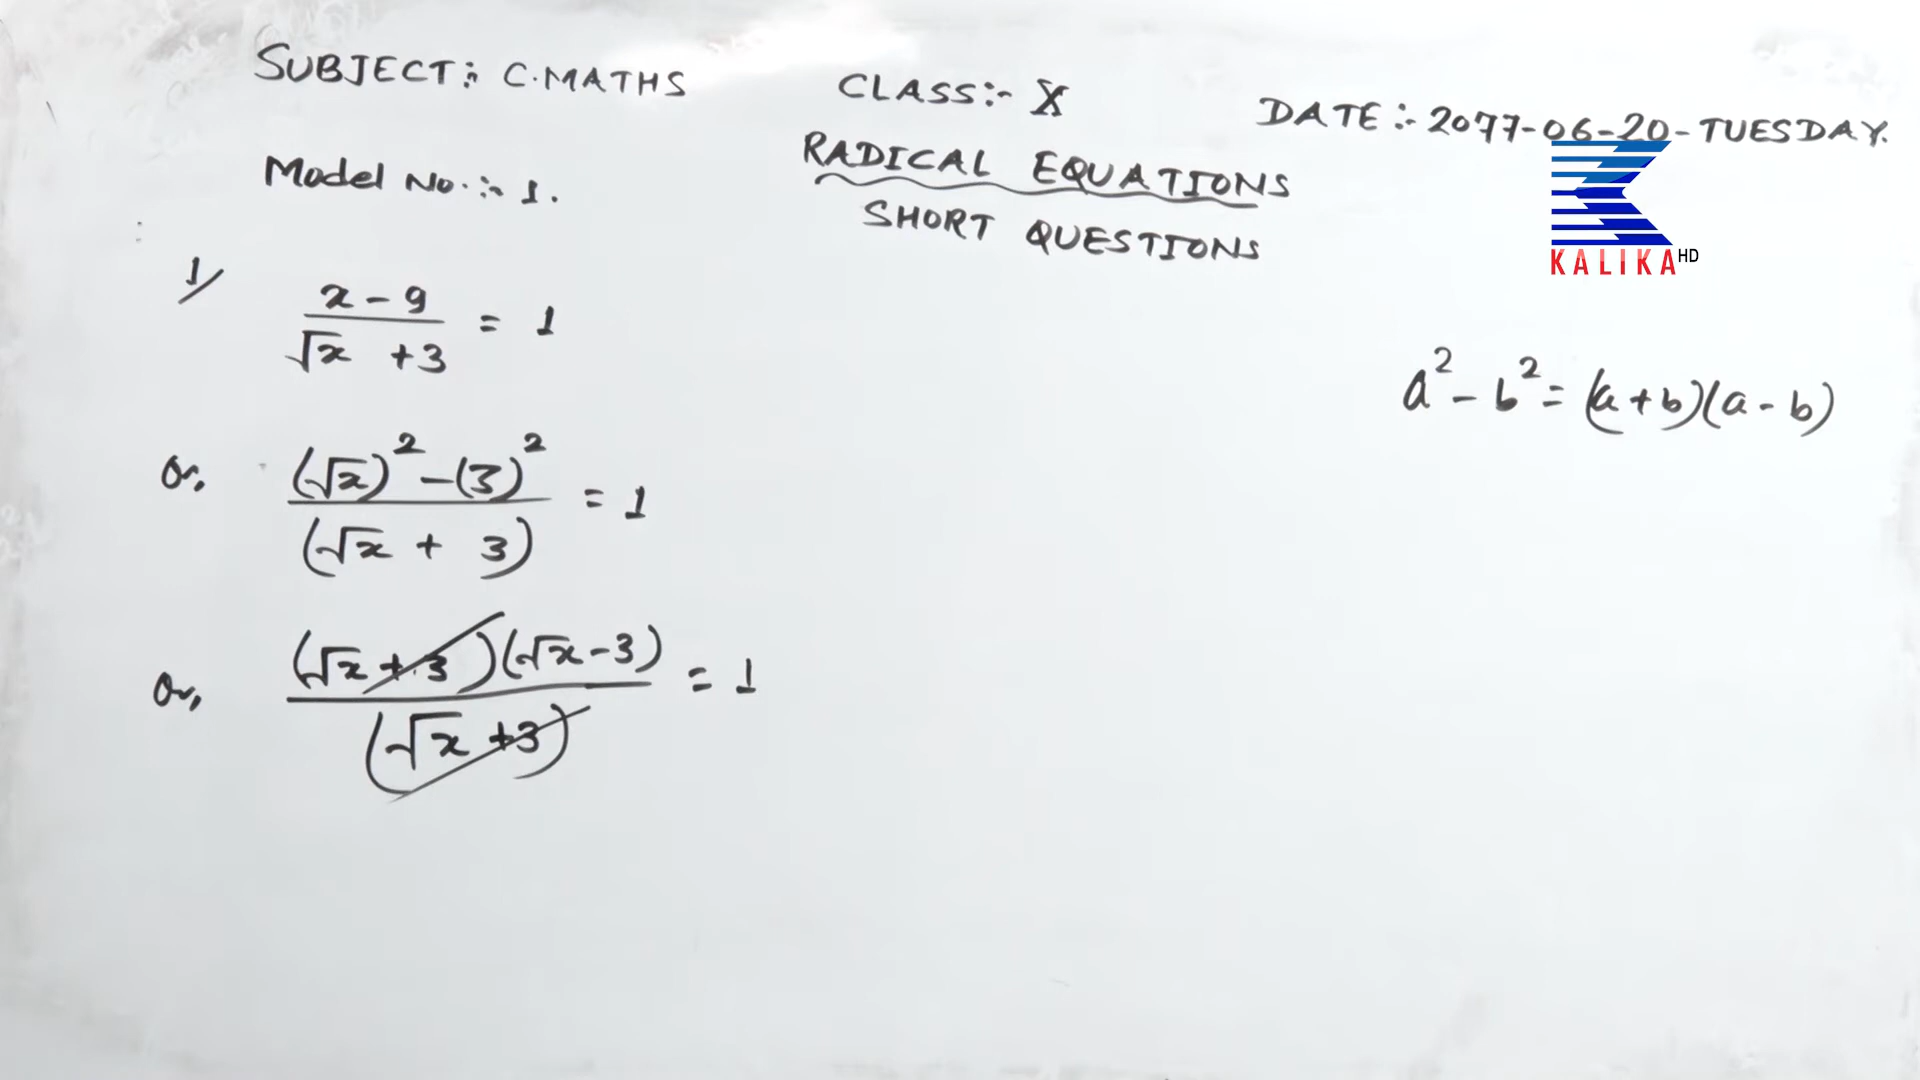 SUBJECT:- C.MATHS
CLASS:- X
DATE:- 2077-06-20-TUESDAY.
Model No.:- 1.
RADICAL EQUATIONS
SHORT QUESTIONS
KALIKA HD
1/ (x-9)/(√x +3) = 1
a²-b²=(a+b)(a-b)
Or, ((√x)²-(3)²)/(√x + 3) = 1
Or, ((√x+3)(√x-3))/(√x+3) = 1